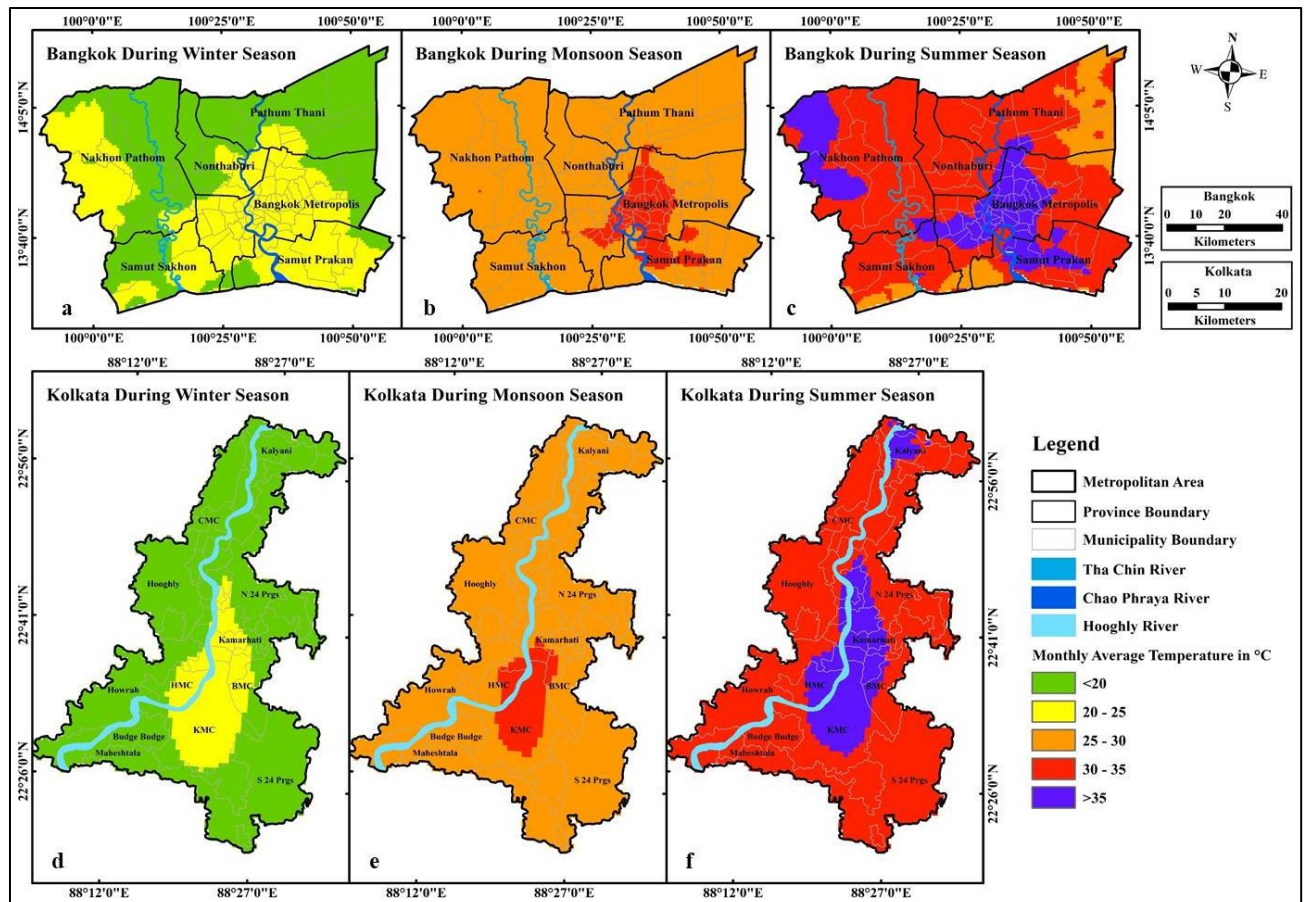 100°0'0"E 100°25'0"E 100°50'0"E
100°0'0"E 100°25'0"E 100°50'0"E
100°0'0"E 100°25'0"E 100°50'0"E
Bangkok During Winter Season
14°5'0"N
13°40'0"N
Pathum Thani
Nakhon Pathom
Nonthaburi
Bangkok Metropolis
Samut Sakhon
Samut Prakan
a
Bangkok During Monsoon Season
Pathum Thani
Nakhon Pathom
Nonthaburi
Bangkok Metropolis
Samut Sakhon
Samut Prakan
b
Bangkok During Summer Season
Pathum Thani
Nakhon Pathom
Nonthaburi
Bangkok Metropolis
Samut Sakhon
Samut Prakan
c
14°5'0"N
13°40'0"N
100°0'0"E 100°25'0"E 100°50'0"E
100°0'0"E 100°25'0"E 100°50'0"E
100°0'0"E 100°25'0"E 100°50'0"E
N
W E
S
Bangkok
0 10 20 40
Kilometers
Kolkata
0 5 10 20
Kilometers
88°12'0"E 88°27'0"E
88°12'0"E 88°27'0"E
88°12'0"E 88°27'0"E
Kolkata During Winter Season
22°56'0"N
22°41'0"N
22°26'0"N
Kalyani
CMC
Hooghly
N 24 Prgs
Kamarhati
Howrah
HMC
BMC
Budge Budge
KMC
Maheshtala
S 24 Prgs
d
Kolkata During Monsoon Season
Kalyani
CMC
Hooghly
N 24 Prgs
Kamarhati
Howrah
HMC
BMC
Budge Budge
KMC
Maheshtala
S 24 Prgs
e
Kolkata During Summer Season
Kalyani
CMC
Hooghly
N 24 Prgs
Kamarhati
Howrah
HMC
BMC
Budge Budge
KMC
Maheshtala
S 24 Prgs
f
22°56'0"N
22°41'0"N
22°26'0"N
88°12'0"E 88°27'0"E
88°12'0"E 88°27'0"E
88°12'0"E 88°27'0"E
Legend
Metropolitan Area
Province Boundary
Municipality Boundary
Tha Chin River
Chao Phraya River
Hooghly River
Monthly Average Temperature in °C
<20
20 - 25
25 - 30
30 - 35
>35